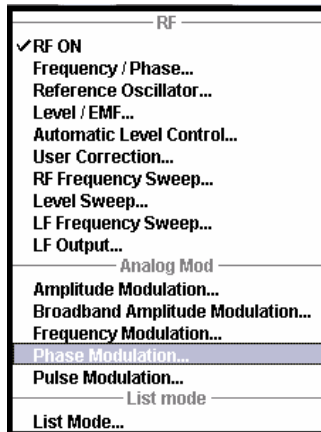 RF
RF ON
Frequency / Phase...
Reference Oscillator...
Level / EMF...
Automatic Level Control...
User Correction...
RF Frequency Sweep...
Level Sweep...
LF Frequency Sweep...
LF Output...
Analog Mod
Amplitude Modulation...
Broadband Amplitude Modulation...
Frequency Modulation...
Phase Modulation...
Pulse Modulation...
List mode
List Mode...